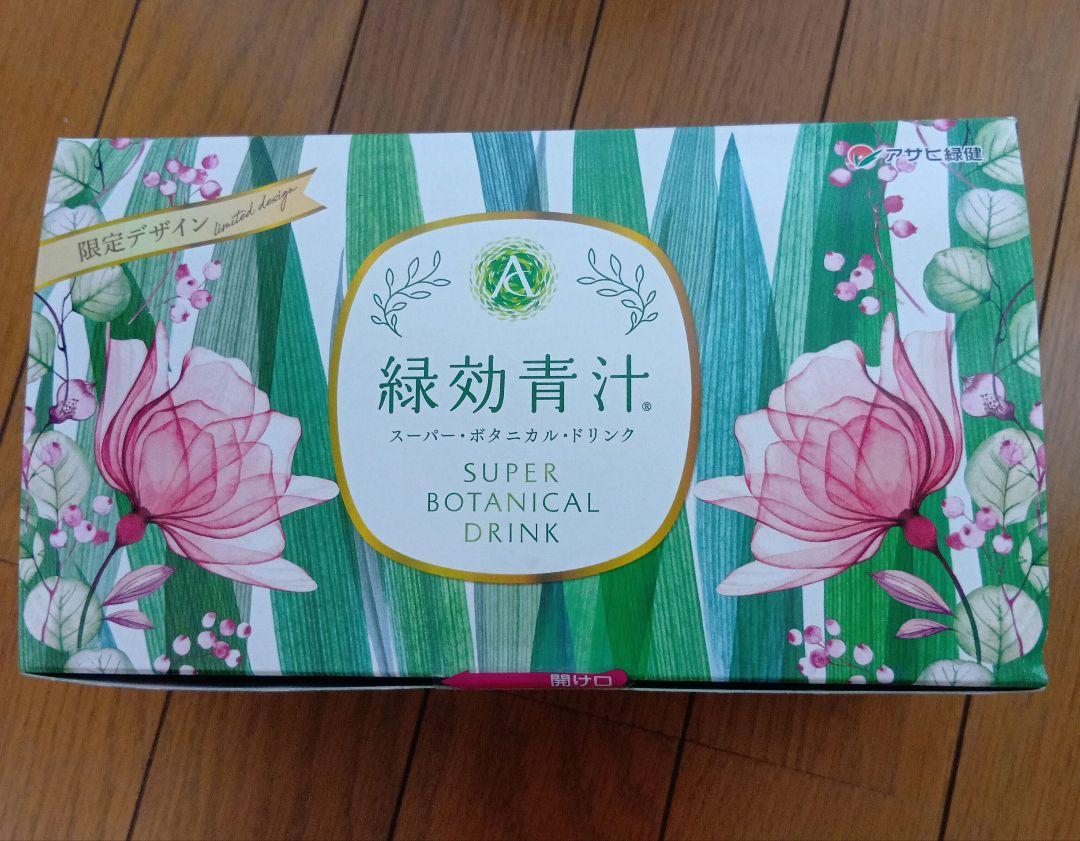 アサヒ緑健
限定デザイン limited design
緑効青汁®
スーパー・ボタニカル・ドリンク
SUPER
BOTANICAL
DRINK
開け口